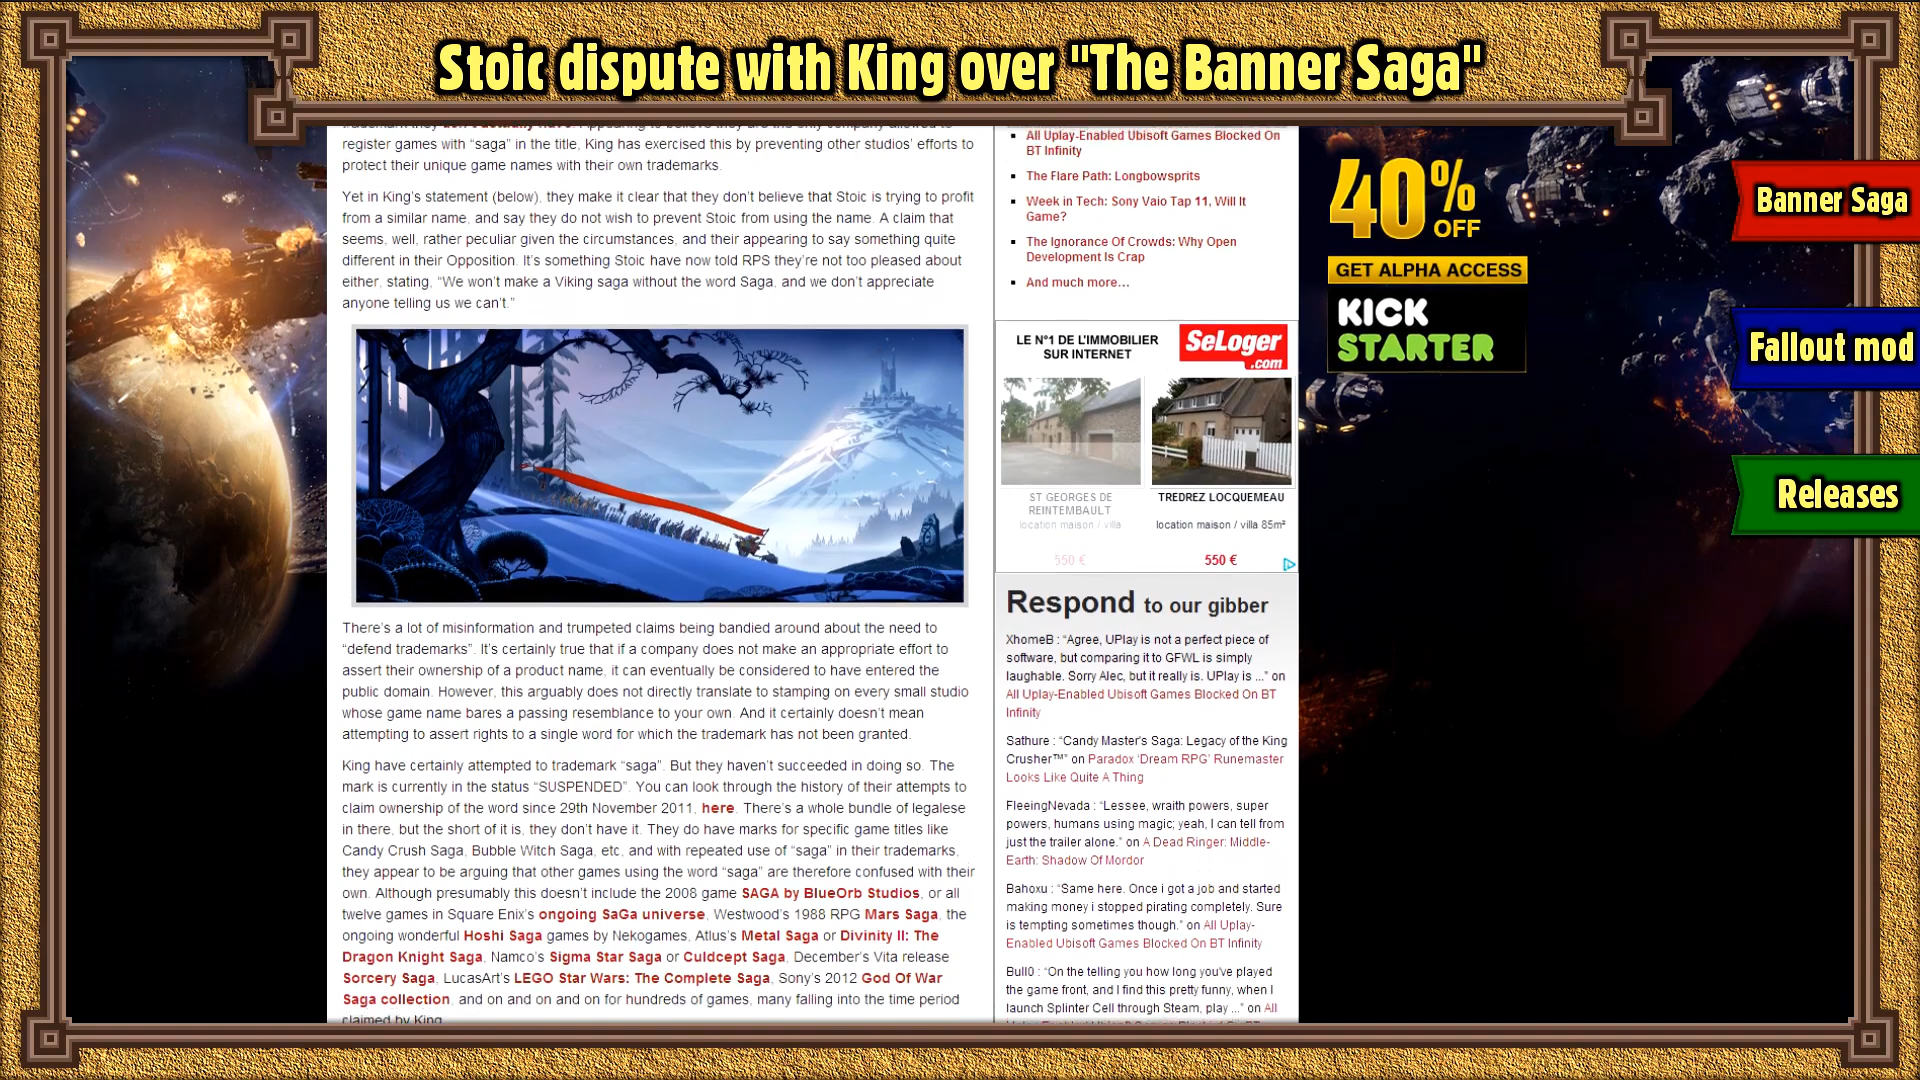 Stoic dispute with King over "The Banner Saga"
register games with “saga” in the title, King has exercised this by preventing other studios’ efforts to
protect their unique game names with their own trademarks.
Yet in King’s statement (below), they make it clear that they don’t believe that Stoic is trying to profit
from a similar name, and say they do not wish to prevent Stoic from using the name. A claim that
seems, well, rather peculiar given the circumstances, and their appearing to say something quite
different in their Opposition. It’s something Stoic have now told RPS they’re not too pleased about
either, stating, “We won’t make a Viking saga without the word Saga, and we don’t appreciate
anyone telling us we can’t.”
There’s a lot of misinformation and trumpeted claims being bandied around about the need to
“defend trademarks”. It’s certainly true that if a company does not make an appropriate effort to
assert their ownership of a product name, it can eventually be considered to have entered the
public domain. However, this arguably does not directly translate to stamping on every small studio
whose game name bares a passing resemblance to your own. And it certainly doesn’t mean
attempting to assert rights to a single word for which the trademark has not been granted.
King have certainly attempted to trademark “saga”. But they haven’t succeeded in doing so. The
mark is currently in the status “SUSPENDED”. You can look through the history of their attempts to
claim ownership of the word since 29th November 2011, here. There’s a whole bundle of legalese
in there, but the short of it is, they don’t have it. They do have marks for specific game titles like
Candy Crush Saga, Bubble Witch Saga, etc, and with repeated use of “saga” in their trademarks,
they appear to be arguing that other games using the word “saga” are therefore confused with their
own. Although presumably this doesn’t include the 2008 game SAGA by BlueOrb Studios, or all
twelve games in Square Enix’s ongoing SaGa universe, Westwood’s 1988 RPG Mars Saga, the
ongoing wonderful Hoshi Saga games by Nekogames, Atlus’s Metal Saga or Divinity II: The
Dragon Knight Saga, Namco’s Sigma Star Saga or Culdcept Saga, December’s Vita release
Sorcery Saga, LucasArt’s LEGO Star Wars: The Complete Saga, Sony’s 2012 God Of War
Saga collection, and on and on and on for hundreds of games, many falling into the time period
claimed by King
All Uplay-Enabled Ubisoft Games Blocked On
BT Infinity
The Flare Path: Longbowsprits
Week in Tech: Sony Vaio Tap 11, Will It
Game?
The Ignorance Of Crowds: Why Open
Development Is Crap
And much more…
LE N°1 DE L’IMMOBILIER
SUR INTERNET
SeLoger
.com
ST GEORGES DE
REINTEMBAULT
location maison / villa
550 €
TREDREZ LOCQUEMEAU
location maison / villa 85m²
550 €
Respond to our gibber
XhomeB : “Agree, UPlay is not a perfect piece of
software, but comparing it to GFWL is simply
laughable. Sorry Alec, but it really is. UPlay is ...” on
All Uplay-Enabled Ubisoft Games Blocked On BT
Infinity
Sathure : “Candy Master’s Saga: Legacy of the King
Crusher™” on Paradox ‘Dream RPG’ Runemaster
Looks Like Quite A Thing
FleeingNevada : “Lessee, wraith powers, super
powers, humans using magic; yeah, I can tell from
just the trailer alone.” on A Dead Ringer: Middle-
Earth: Shadow Of Mordor
Bahoxu : “Same here. Once i got a job and started
making money i stopped pirating completely. Sure
is tempting sometimes though.” on All Uplay-
Enabled Ubisoft Games Blocked On BT Infinity
Bull0 : “On the telling you how long you’ve played
the game front, and I find this pretty funny, when I
launch Splinter Cell through Steam, play ...” on All
40% OFF
GET ALPHA ACCESS
KICK
STARTER
Banner Saga
Fallout mod
Releases